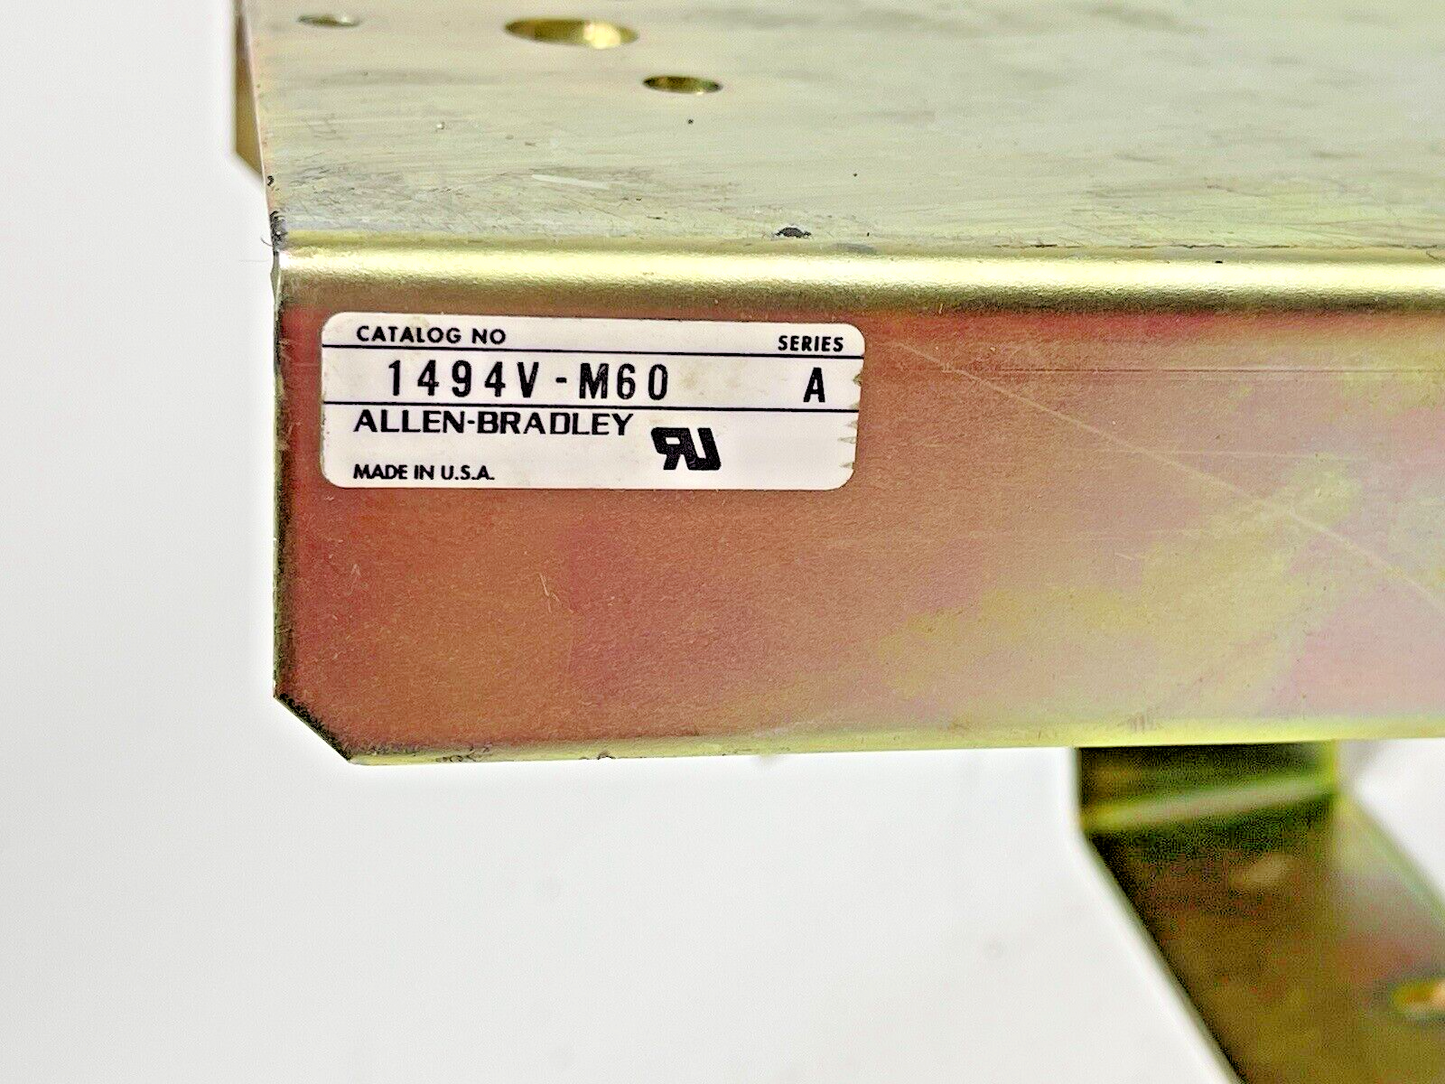 CATALOG NO SERIES
1494V-M60 A
ALLEN-BRADLEY
MADE IN U.S.A.